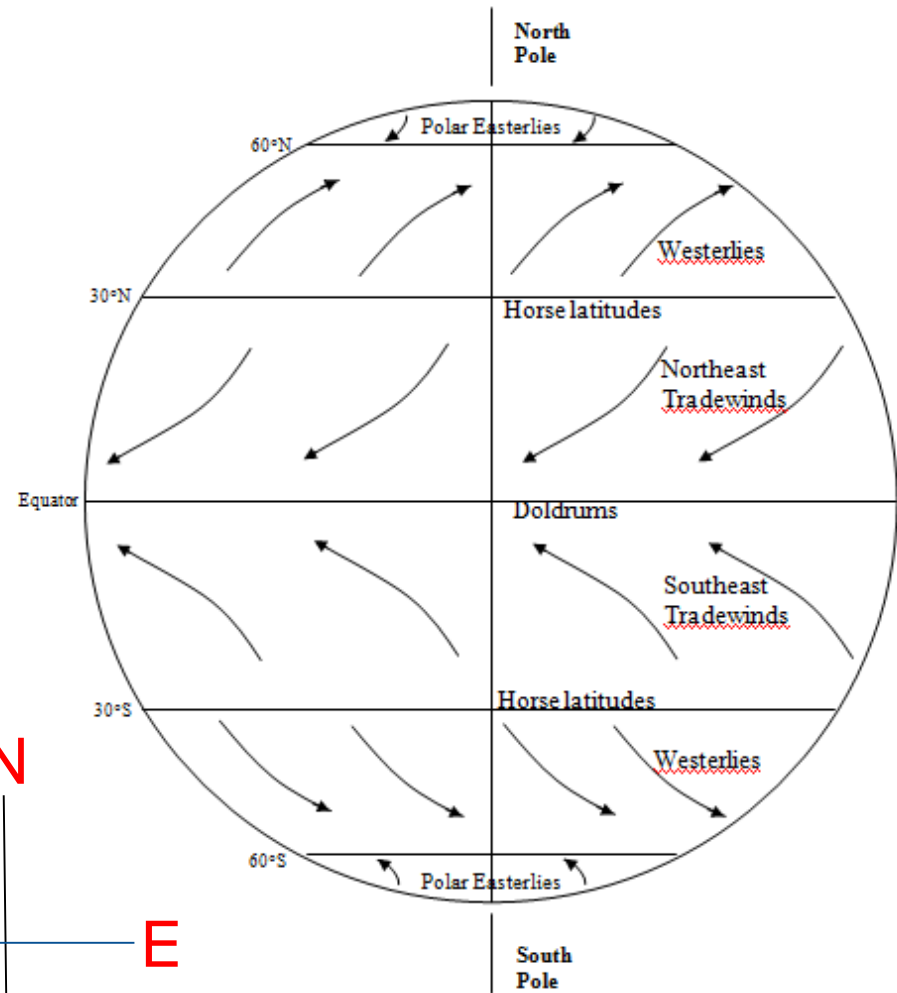 North
Pole
Polar Easterlies
60°N
Westerlies
30°N
Horse latitudes
Northeast
Tradewinds
Equator
Doldrums
Southeast
Tradewinds
Horse latitudes
30°S
N
Westerlies
60°S
Polar Easterlies
E
South
Pole